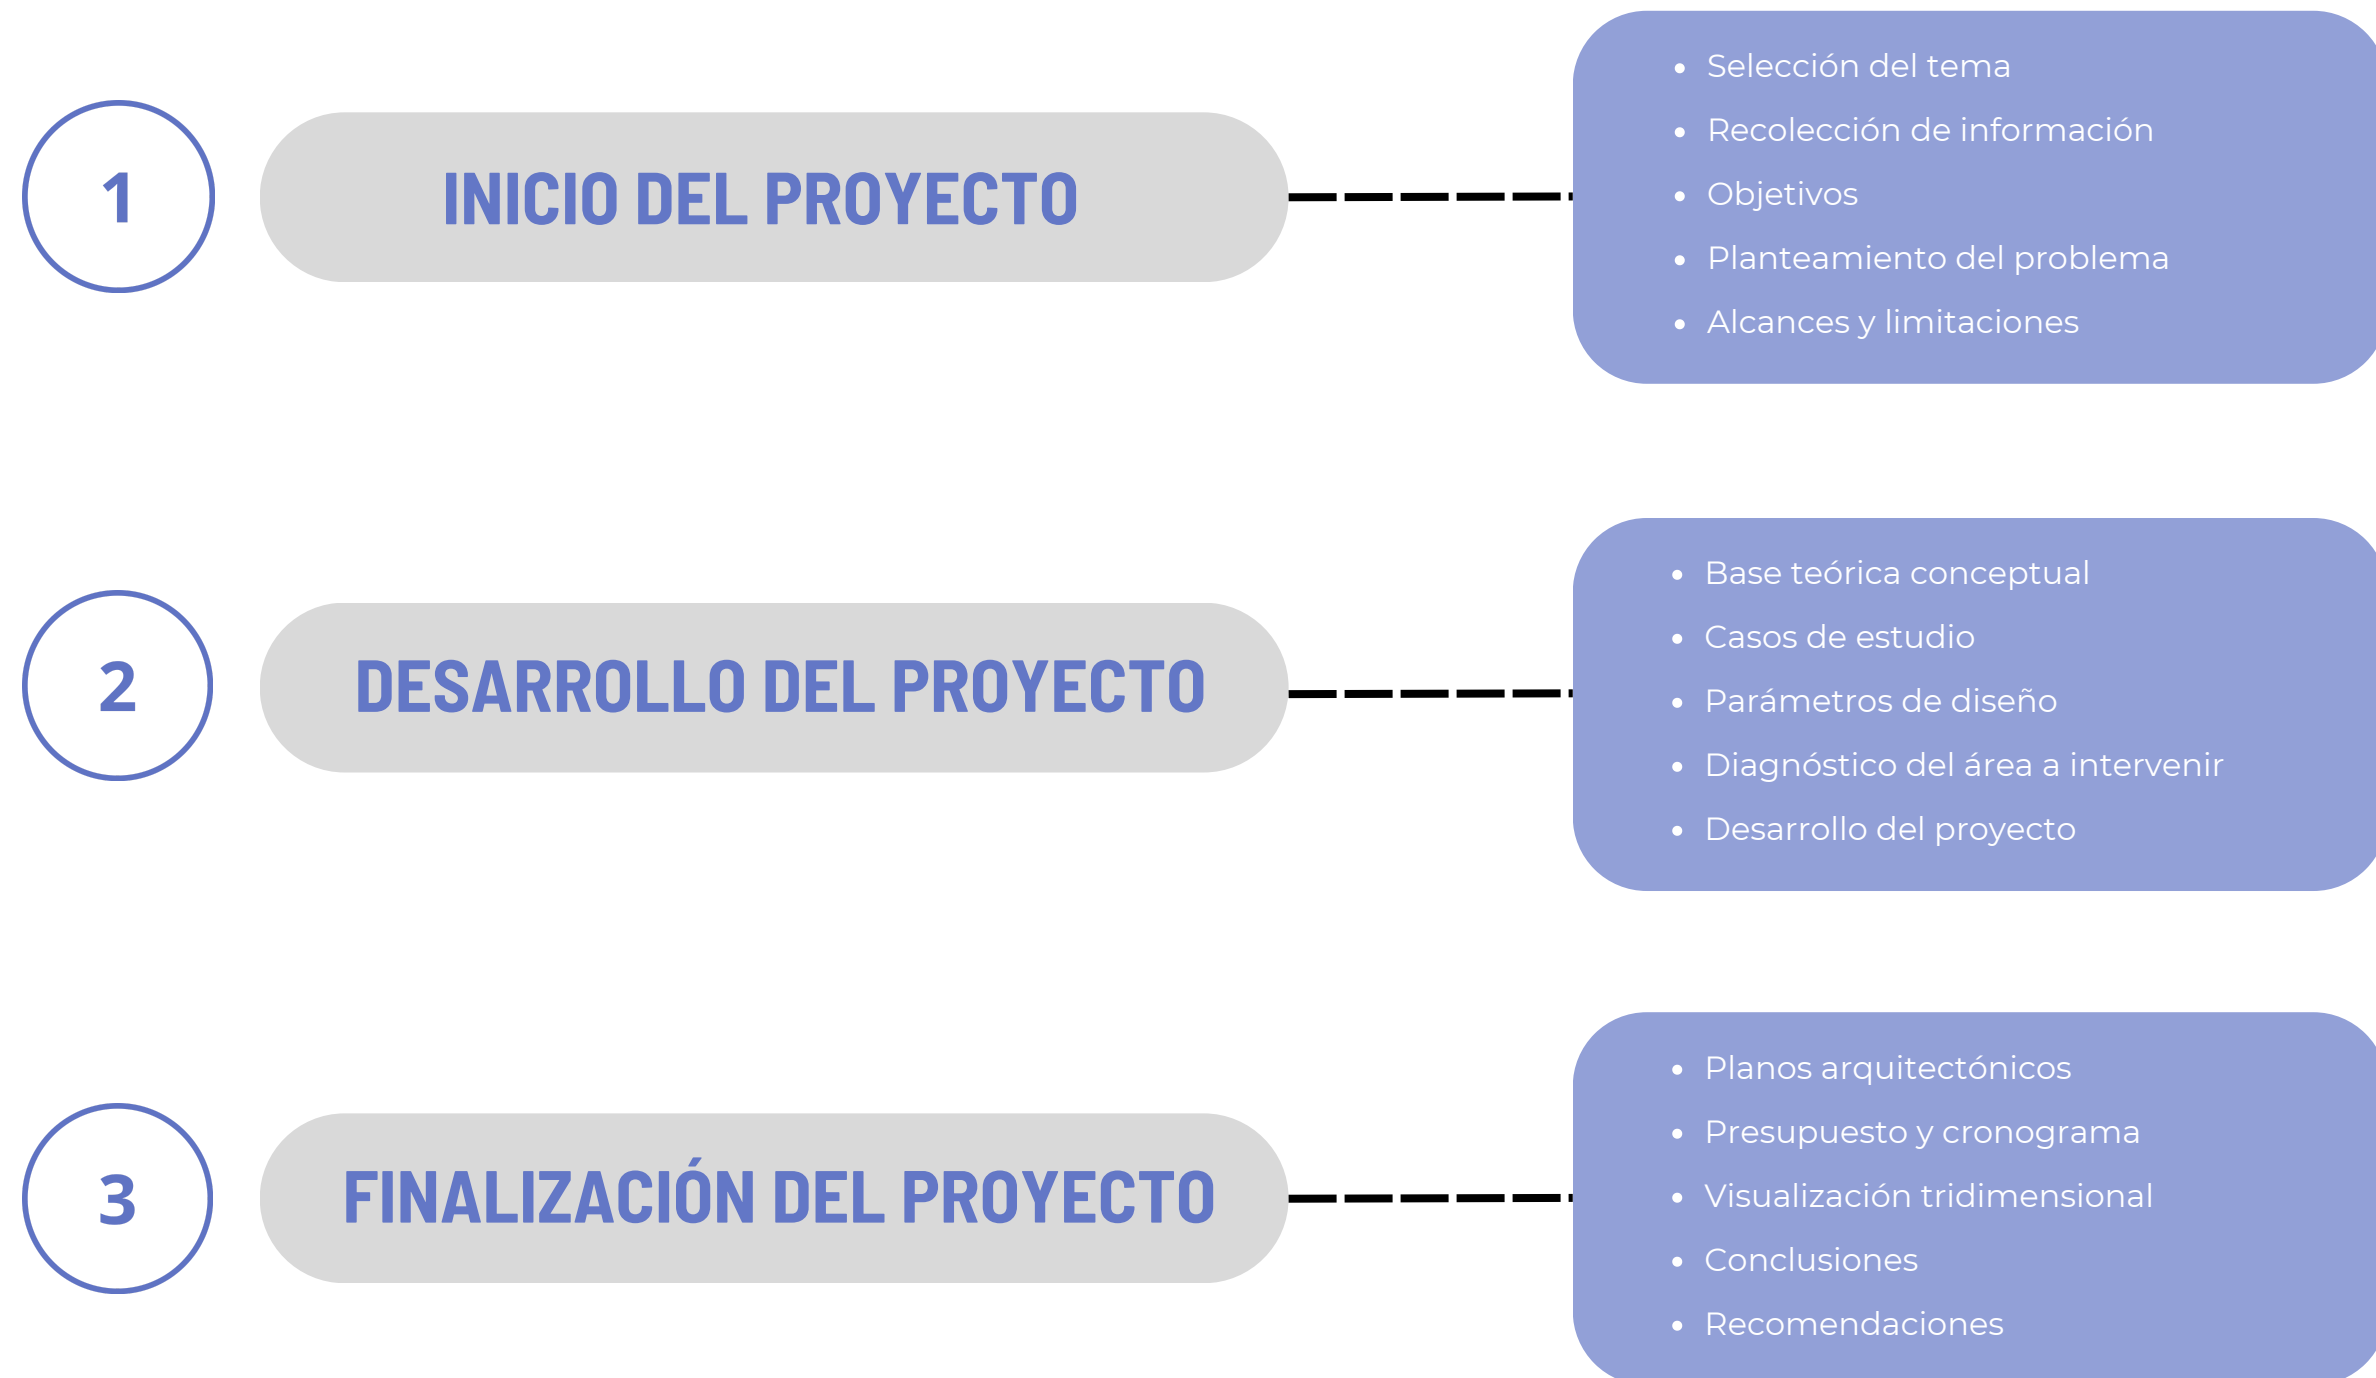 1
INICIO DEL PROYECTO
• Selección del tema
• Recolección de información
• Objetivos
• Planteamiento del problema
• Alcances y limitaciones
2
DESARROLLO DEL PROYECTO
• Base teórica conceptual
• Casos de estudio
• Parámetros de diseño
• Diagnóstico del área a intervenir
• Desarrollo del proyecto
3
FINALIZACIÓN DEL PROYECTO
• Planos arquitectónicos
• Presupuesto y cronograma
• Visualización tridimensional
• Conclusiones
• Recomendaciones